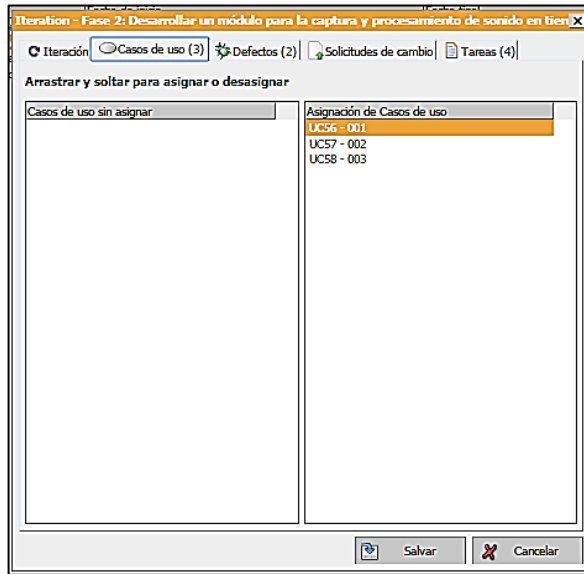 Iteration - Fase 2: Desarrollar un módulo para la captura y procesamiento de sonido en tiem
Iteración Casos de uso (3) Defectos (2) Solicitudes de cambio Tareas (4)
Arrastrar y soltar para asignar o desasignar
Casos de uso sin asignar
Asignación de Casos de uso
UC56 - 001
UC57 - 002
UC58 - 003
Salvar Cancelar